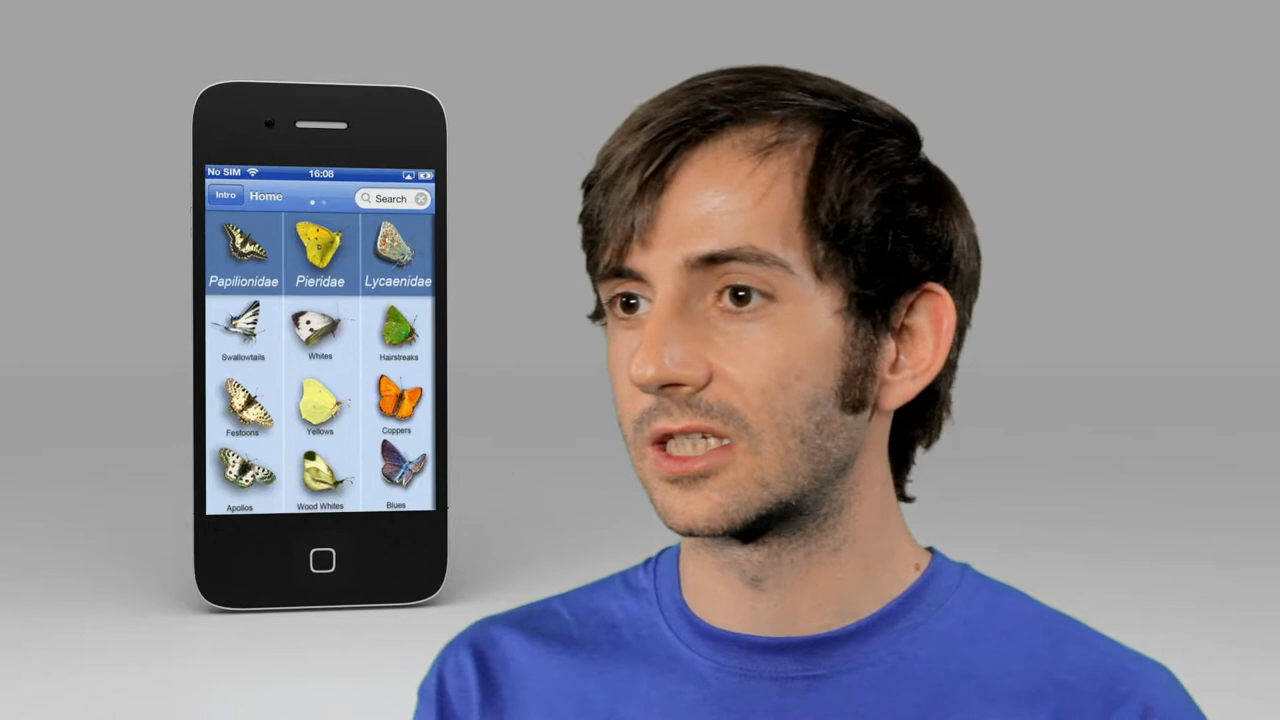 No SIM 16:08
Intro Home Search
Papilionidae Pieridae Lycaenidae
Swallowtails Whites Hairstreaks
Festoons Yellows Coppers
Apollos Wood Whites Blues